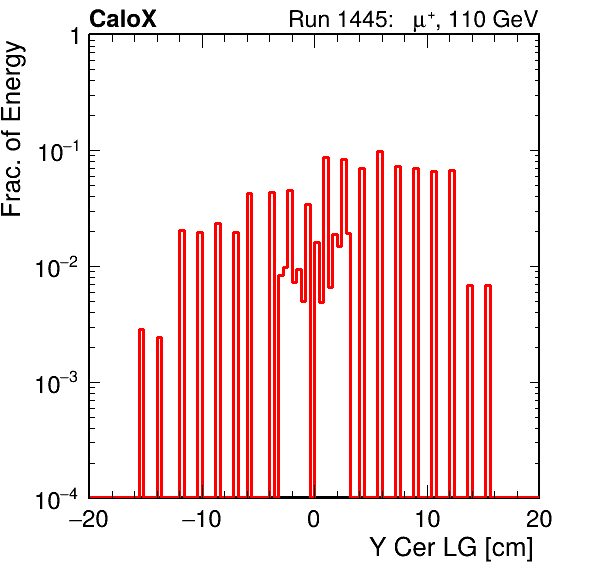 CaloX Run 1445: μ⁺, 110 GeV
Frac. of Energy
1
10⁻¹
10⁻²
10⁻³
10⁻⁴
−20 −10 0 10 20
Y Cer LG [cm]